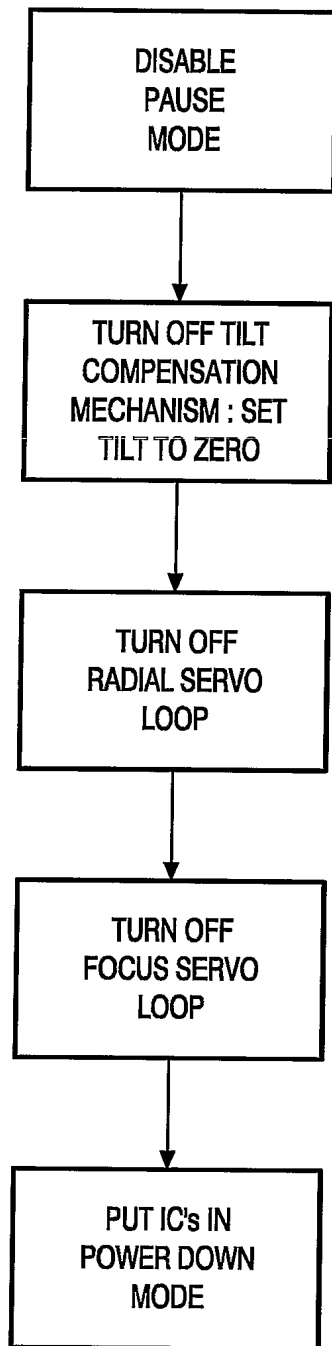 DISABLE
PAUSE
MODE
TURN OFF TILT
COMPENSATION
MECHANISM : SET
TILT TO ZERO
TURN OFF
RADIAL SERVO
LOOP
TURN OFF
FOCUS SERVO
LOOP
PUT IC's IN
POWER DOWN
MODE